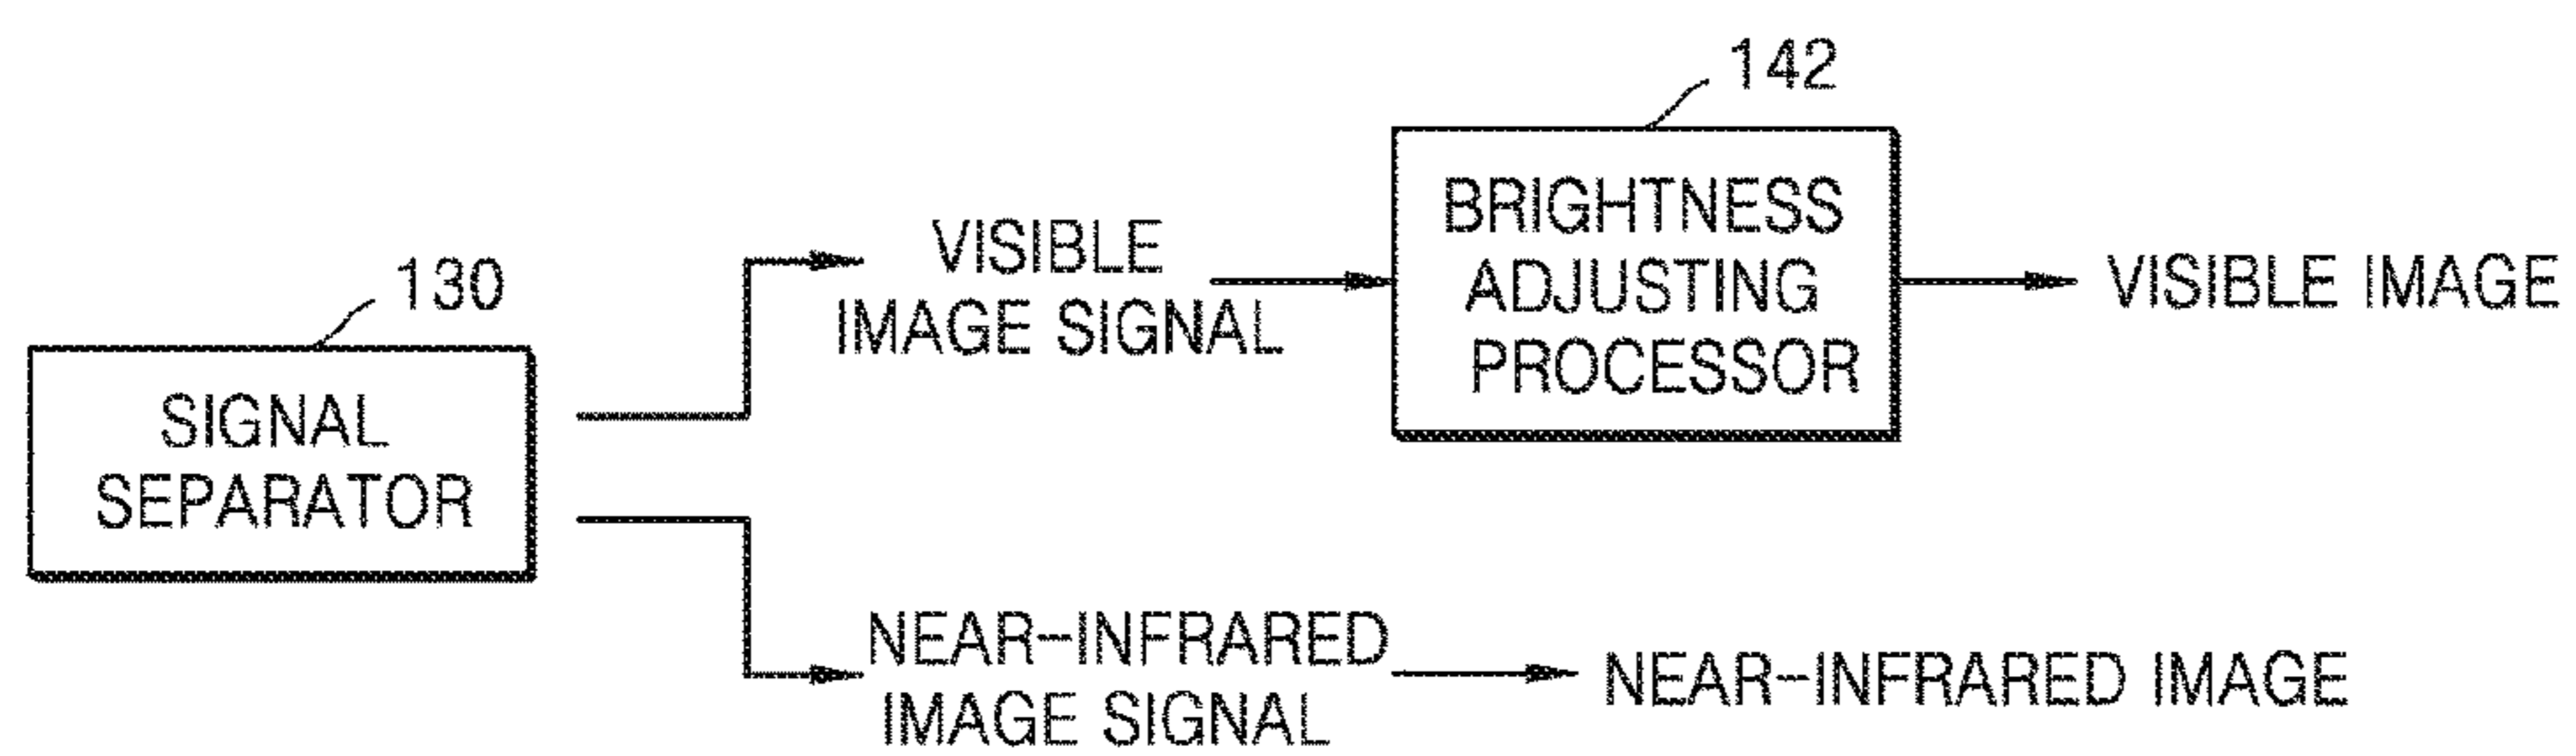 142
BRIGHTNESS
ADJUSTING
PROCESSOR
VISIBLE
IMAGE SIGNAL
VISIBLE IMAGE
130
SIGNAL
SEPARATOR
NEAR-INFRARED
IMAGE SIGNAL
NEAR-INFRARED IMAGE